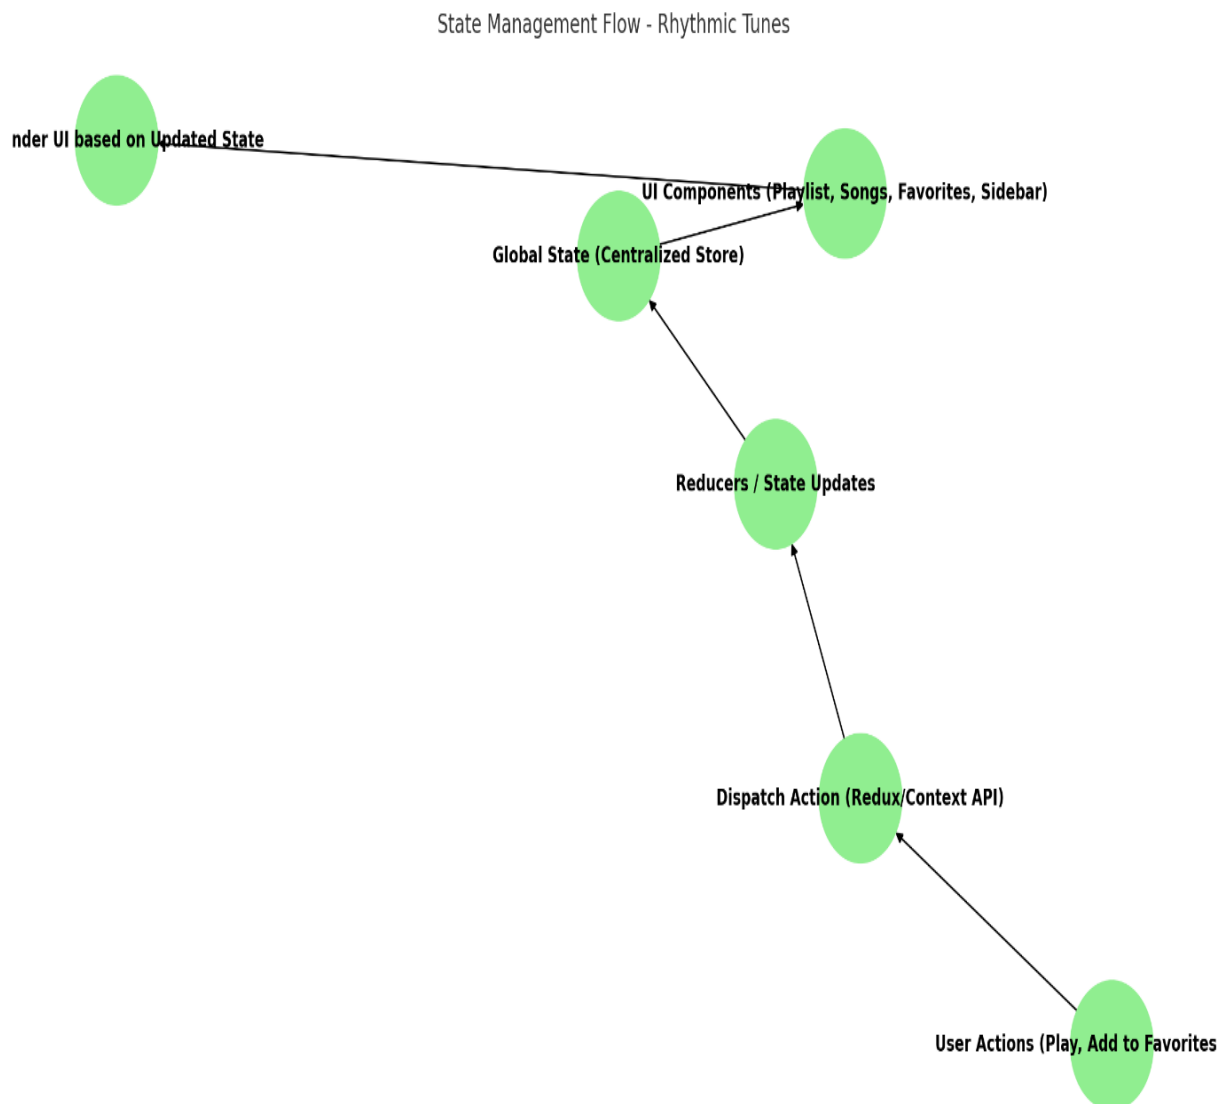 State Management Flow - Rhythmic Tunes
nder UI based on Updated State
UI Components (Playlist, Songs, Favorites, Sidebar)
Global State (Centralized Store)
Reducers / State Updates
Dispatch Action (Redux/Context API)
User Actions (Play, Add to Favorites